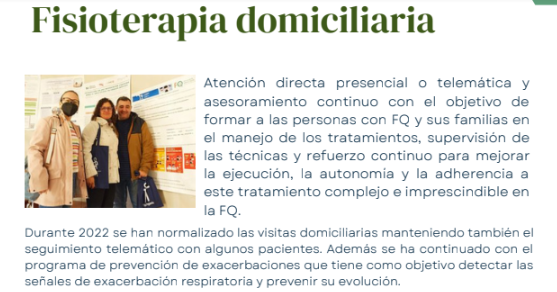 Fisioterapia domiciliaria
Atención directa presencial o telemática y
asesoramiento continuo con el objetivo de
formar a las personas con FQ y sus familias en
el manejo de los tratamientos, supervisión de
las técnicas y refuerzo continuo para mejorar
la ejecución, la autonomía y la adherencia a
este tratamiento complejo e imprescindible en
la FQ.
Durante 2022 se han normalizado las visitas domiciliarias manteniendo también el
seguimiento telemático con algunos pacientes. Además se ha continuado con el
programa de prevención de exacerbaciones que tiene como objetivo detectar las
señales de exacerbación respiratoria y prevenir su evolución.